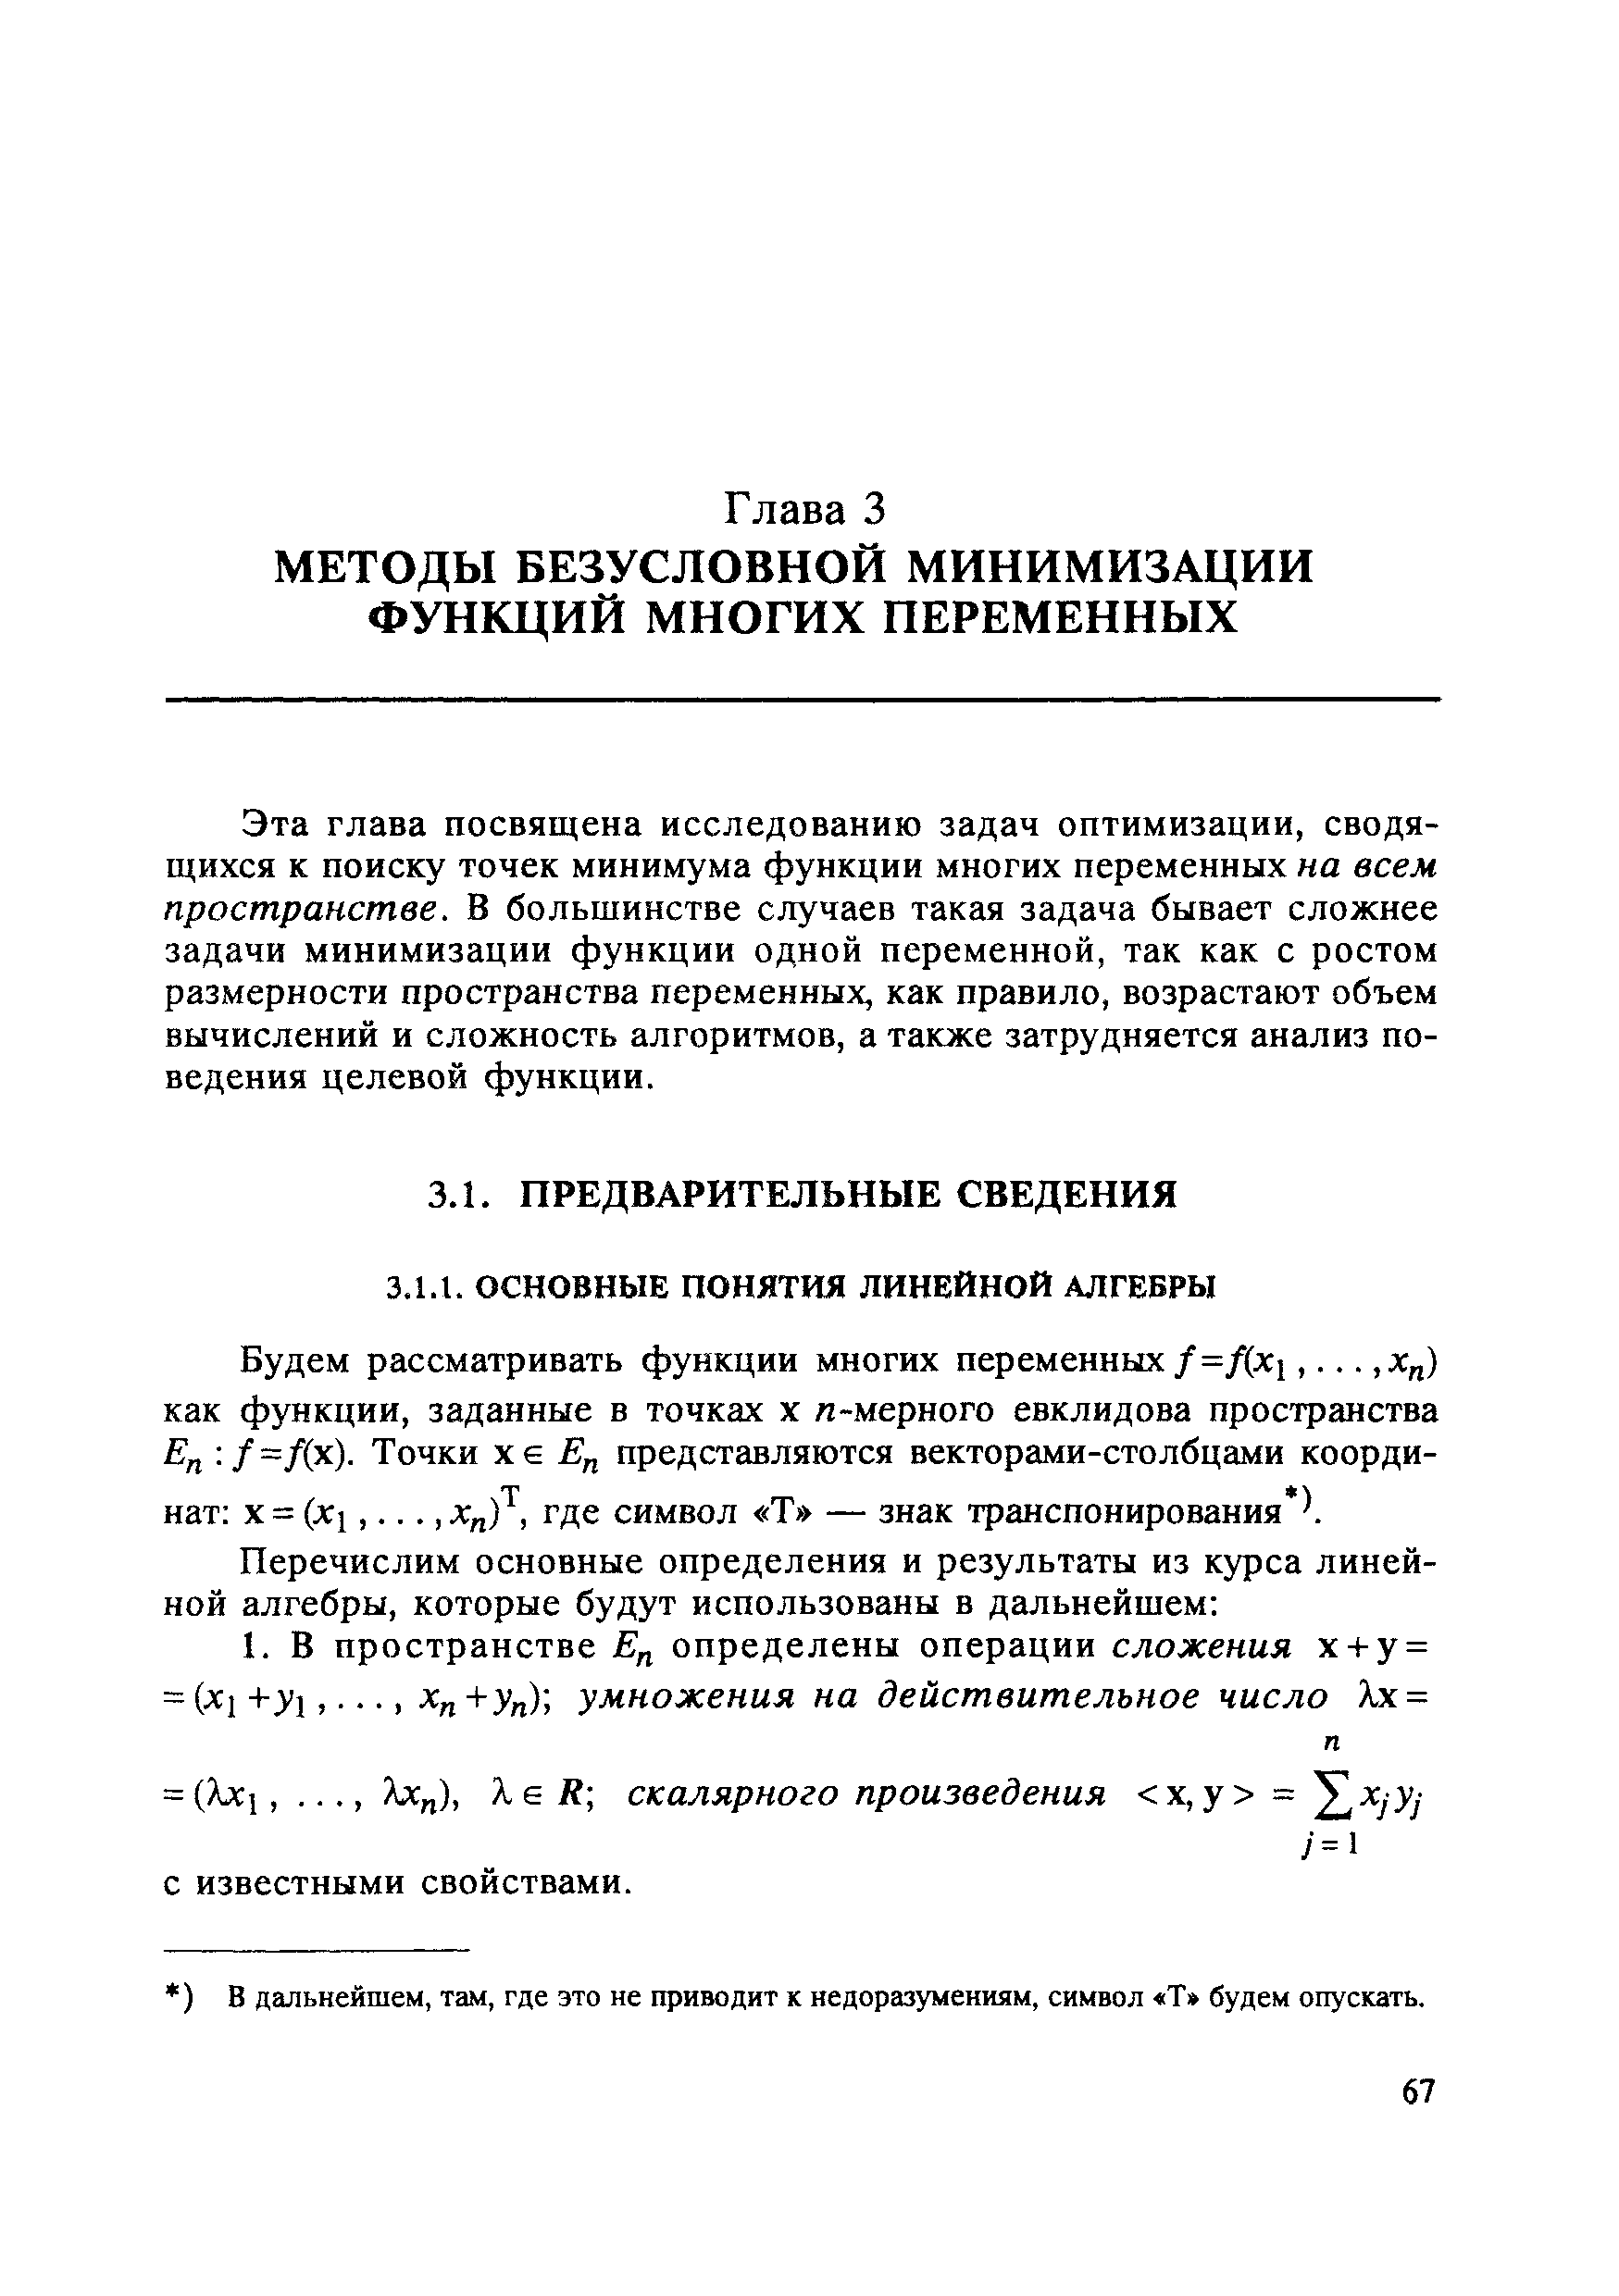 Глава 3
МЕТОДЫ БЕЗУСЛОВНОЙ МИНИМИЗАЦИИ
ФУНКЦИЙ МНОГИХ ПЕРЕМЕННЫХ
Эта глава посвящена исследованию задач оптимизации, сводя-
щихся к поиску точек минимума функции многих переменных на всем
пространстве. В большинстве случаев такая задача бывает сложнее
задачи минимизации функции одной переменной, так как с ростом
размерности пространства переменных, как правило, возрастают объем
вычислений и сложность алгоритмов, а также затрудняется анализ по-
ведения целевой функции.
3.1. ПРЕДВАРИТЕЛЬНЫЕ СВЕДЕНИЯ
3.1.1. ОСНОВНЫЕ ПОНЯТИЯ ЛИНЕЙНОЙ АЛГЕБРЫ
Будем рассматривать функции многих переменных f=f(x₁,...,xₙ)
как функции, заданные в точках x n-мерного евклидова пространства
Eₙ : f=f(x). Точки x∈Eₙ представляются векторами-столбцами коорди-
нат: x=(x₁,...,xₙ)ᵀ, где символ «Т» — знак транспонирования*).
Перечислим основные определения и результаты из курса линей-
ной алгебры, которые будут использованы в дальнейшем:
1. В пространстве Eₙ определены операции сложения x+y=
=(x₁+y₁,..., xₙ+yₙ); умножения на действительное число λx=
=(λx₁, ..., λxₙ), λ∈R; скалярного произведения <x, y> = ∑ⁿⱼ₌₁ xⱼyⱼ
с известными свойствами.
*) В дальнейшем, там, где это не приводит к недоразумениям, символ «Т» будем опускать.
67